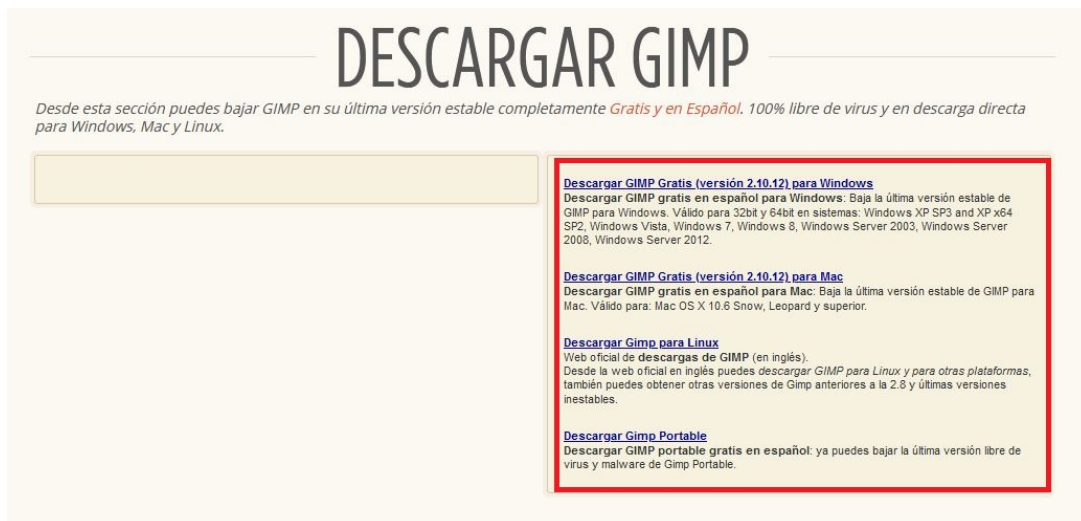 DESCARGAR GIMP
Desde esta sección puedes bajar GIMP en su última versión estable completamente Gratis y en Español. 100% libre de virus y en descarga directa
para Windows, Mac y Linux.
Descargar GIMP Gratis (versión 2.10.12) para Windows
Descargar GIMP gratis en español para Windows: Baja la última versión estable de
GIMP para Windows. Válido para 32bit y 64bit en sistemas: Windows XP SP3 and XP x64
SP2, Windows Vista, Windows 7, Windows 8, Windows Server 2003, Windows Server
2008, Windows Server 2012.
Descargar GIMP Gratis (versión 2.10.12) para Mac
Descargar GIMP gratis en español para Mac: Baja la última versión estable de GIMP para
Mac. Válido para: Mac OS X 10.6 Snow, Leopard y superior.
Descargar Gimp para Linux
Web oficial de descargas de GIMP (en inglés).
Desde la web oficial en inglés puedes descargar GIMP para Linux y para otras plataformas,
también puedes obtener otras versiones de Gimp anteriores a la 2.8 y últimas versiones
inestables.
Descargar Gimp Portable
Descargar GIMP portable gratis en español: ya puedes bajar la última versión libre de
virus y malware de Gimp Portable.